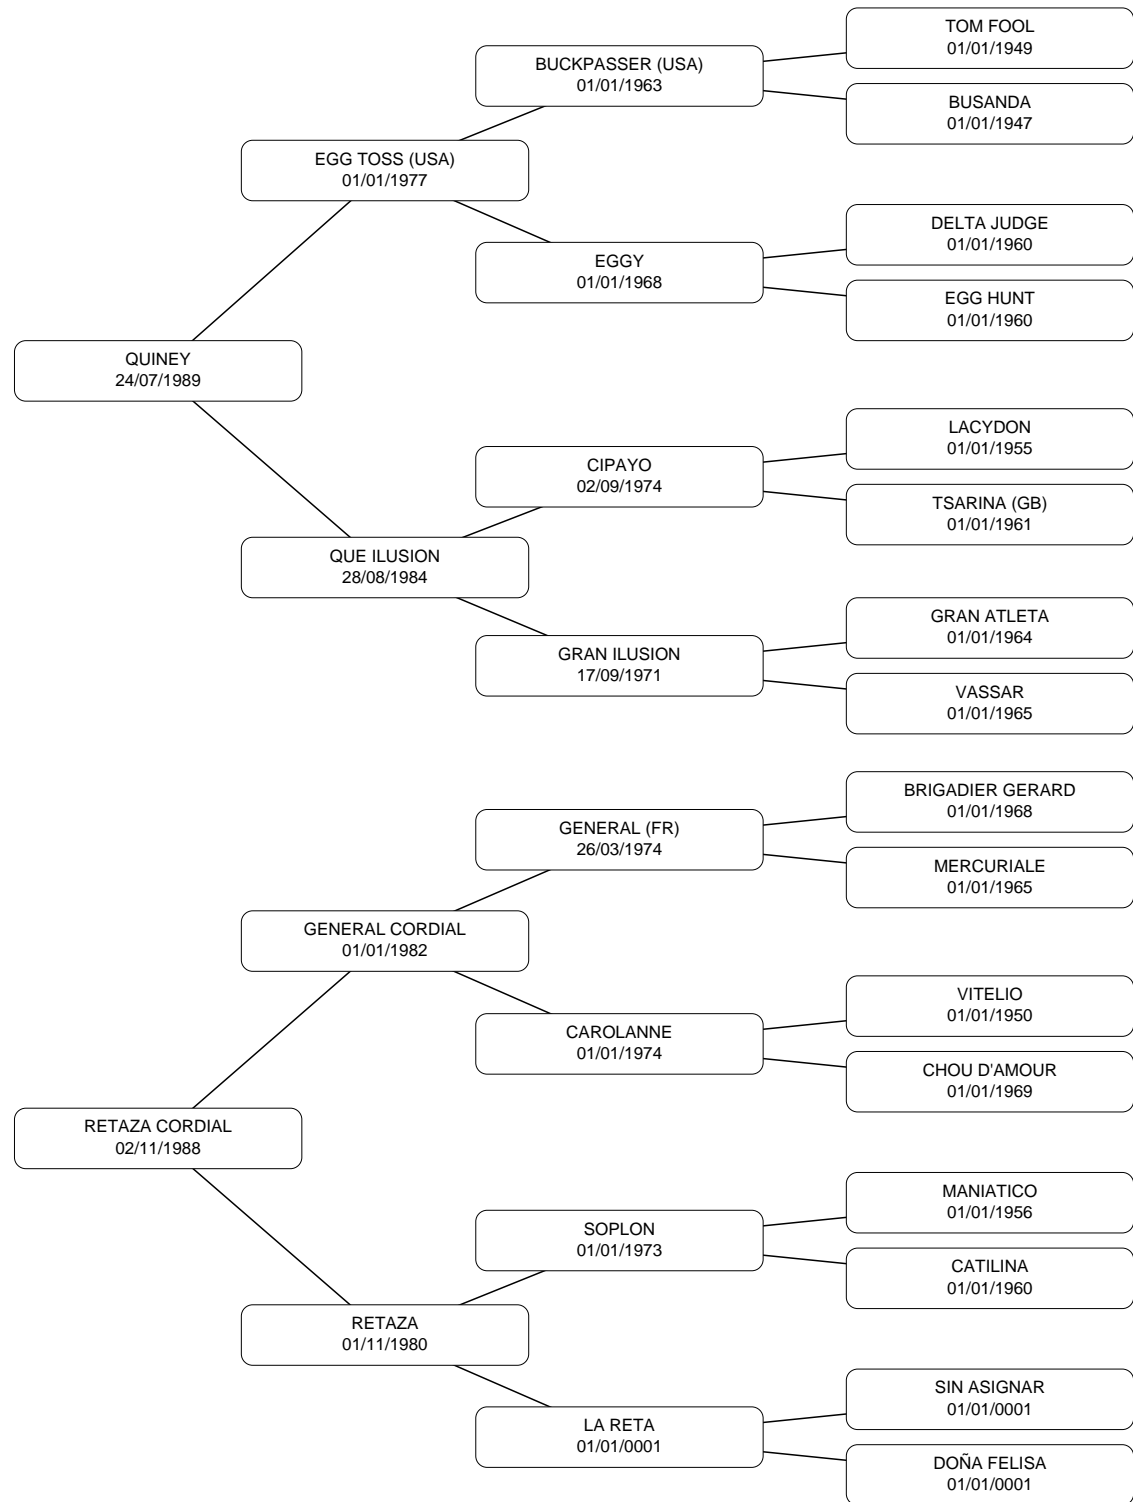 TOM FOOL
01/01/1949
BUCKPASSER (USA)
01/01/1963
BUSANDA
01/01/1947
EGG TOSS (USA)
01/01/1977
DELTA JUDGE
01/01/1960
EGGY
01/01/1968
EGG HUNT
01/01/1960
QUINEY
24/07/1989
LACYDON
01/01/1955
CIPAYO
02/09/1974
TSARINA (GB)
01/01/1961
QUE ILUSION
28/08/1984
GRAN ATLETA
01/01/1964
GRAN ILUSION
17/09/1971
VASSAR
01/01/1965
BRIGADIER GERARD
01/01/1968
GENERAL (FR)
26/03/1974
MERCURIALE
01/01/1965
GENERAL CORDIAL
01/01/1982
VITELIO
01/01/1950
CAROLANNE
01/01/1974
CHOU D'AMOUR
01/01/1969
RETAZA CORDIAL
02/11/1988
MANIATICO
01/01/1956
SOPLON
01/01/1973
CATILINA
01/01/1960
RETAZA
01/11/1980
SIN ASIGNAR
01/01/0001
LA RETA
01/01/0001
DOÑA FELISA
01/01/0001